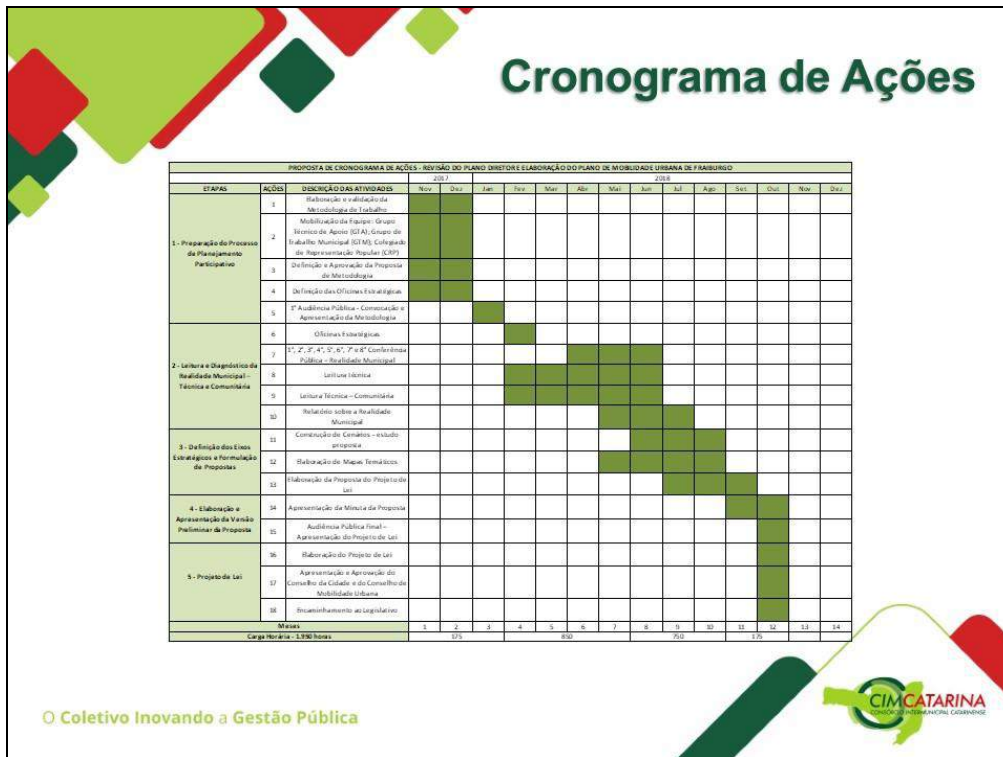 Cronograma de Ações
PROPOSTA DE CRONOGRAMA DE AÇÕES - REVISÃO DO PLANO DIRETOR E ELABORAÇÃO DO PLANO DE MOBILIDADE URBANA DE FRAIBURGO
2017 2018
ETAPAS AÇÕES DESCRIÇÃO DAS ATIVIDADES Nov Dez Jan Fev Mar Abr Mai Jun Jul Ago Set Out Nov Dez
1 - Preparação do Processo
de Planejamento
Participativo
1 Elaboração e validação da
Metodologia de Trabalho
2 Mobilização da Equipe: Grupo
Técnico de Apoio (GTA); Grupo de
Trabalho Municipal (GTM); Colegiado
de Representação Popular (CRP)
3 Definição e Aprovação da Proposta
de Metodologia
4 Definição das Oficinas Estratégicas
5 1ª Audiência Pública - Convocação e
Apresentação da Metodologia
2 - Leitura e Diagnóstico da
Realidade Municipal –
Técnica e Comunitária
6 Oficinas Estratégicas
7 1ª, 2ª, 3ª, 4ª, 5ª, 6ª, 7ª e 8ª Conferência
Pública – Realidade Municipal
8 Leitura técnica
9 Leitura Técnica – Comunitária
10 Relatório sobre a Realidade
Municipal
3 - Definição dos Eixos
Estratégicos e Formulação
de Propostas
11 Construção de Cenários – estudo
proposta
12 Elaboração de Mapas Temáticos
13 Elaboração da Proposta do Projeto de
Lei
4 - Elaboração e
Apresentação da Versão
Preliminar da Proposta
14 Apresentação da Minuta da Proposta
15 Audiência Pública Final –
Apresentação do Projeto de Lei
5 - Projeto de Lei
16 Elaboração do Projeto de Lei
17 Apresentação e Aprovação do
Conselho da Cidade e do Conselho de
Mobilidade Urbana
18 Encaminhamento ao Legislativo
Meses 1 2 3 4 5 6 7 8 9 10 11 12 13 14
Carga Horária - 1.950 horas 175 850 750 175
O Coletivo Inovando a Gestão Pública
CIMCATARINA
CONSÓRCIO INTERMUNICIPAL CATARINENSE